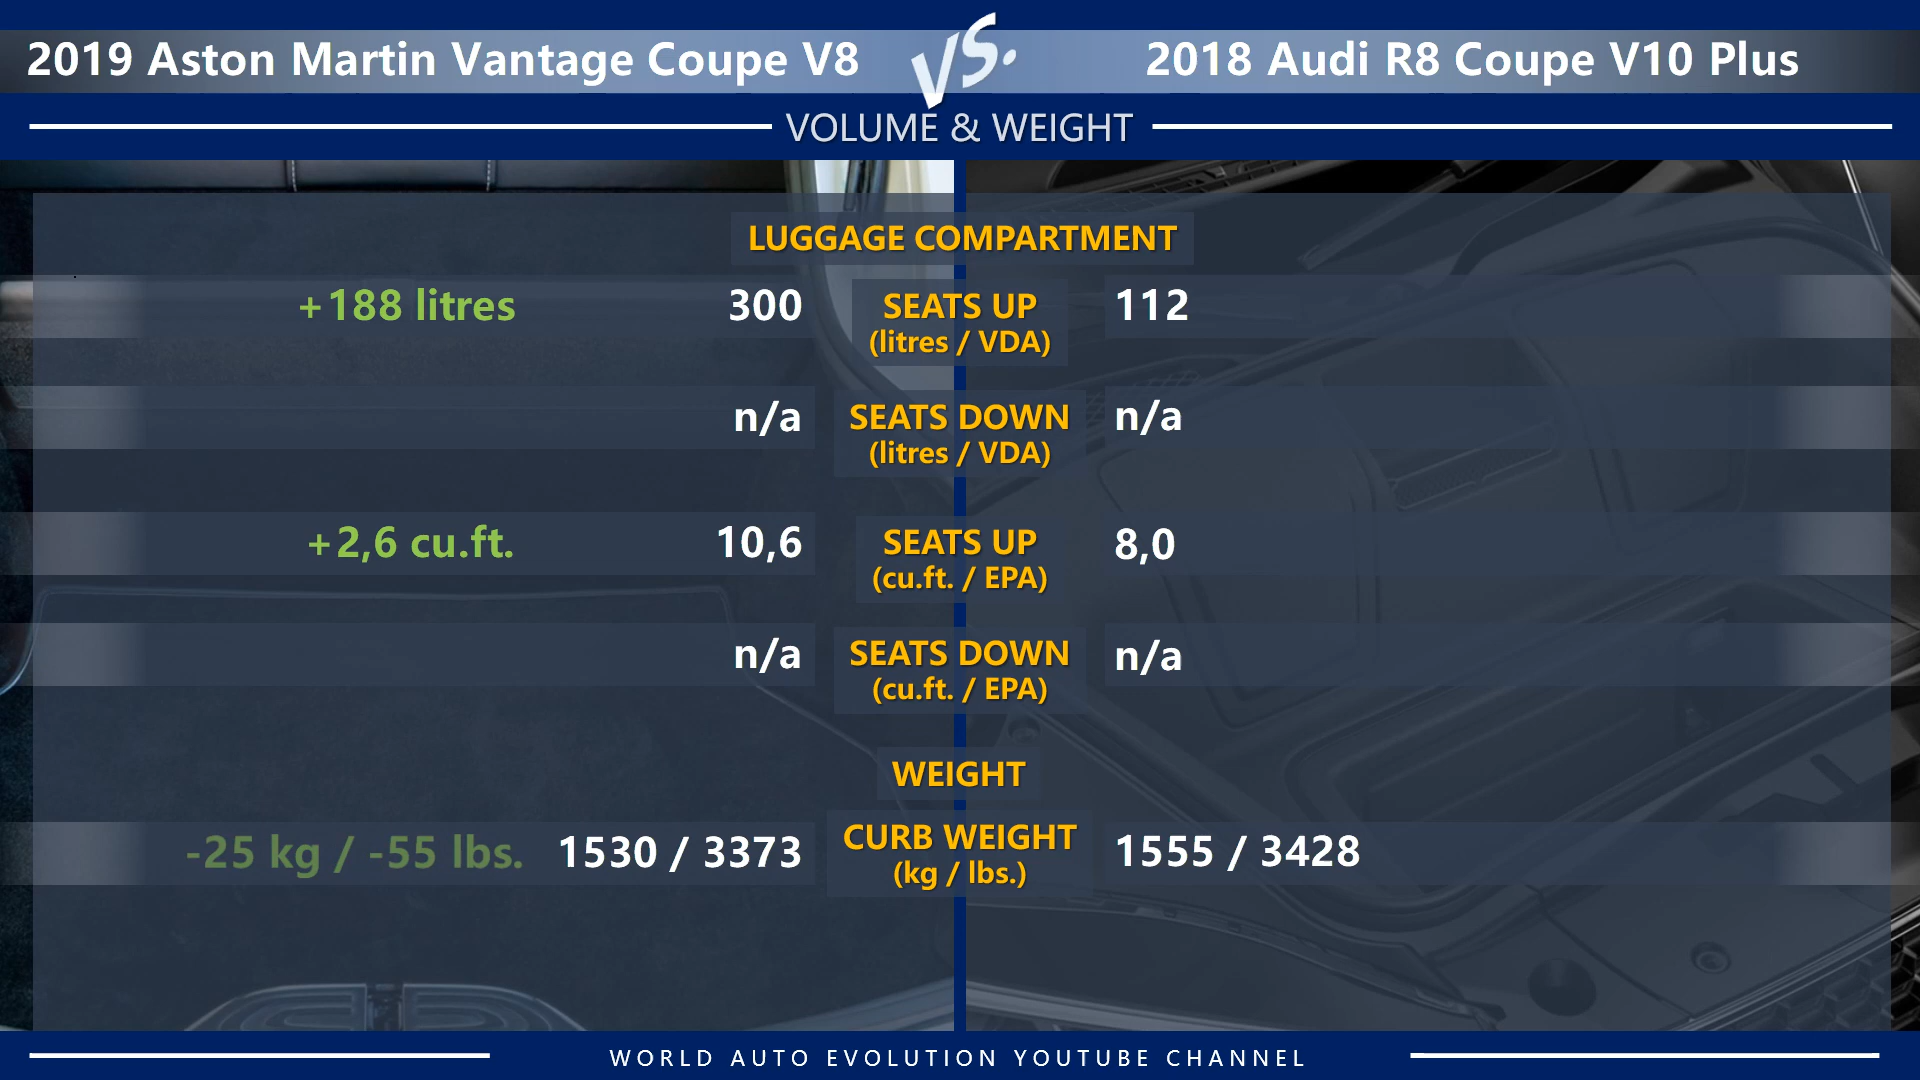 2019 Aston Martin Vantage Coupe V8 VS. 2018 Audi R8 Coupe V10 Plus
VOLUME & WEIGHT
LUGGAGE COMPARTMENT
+188 litres 300 SEATS UP 112
(litres / VDA)
n/a SEATS DOWN n/a
(litres / VDA)
+2,6 cu.ft. 10,6 SEATS UP 8,0
(cu.ft. / EPA)
n/a SEATS DOWN n/a
(cu.ft. / EPA)
WEIGHT
-25 kg / -55 lbs. 1530 / 3373 CURB WEIGHT 1555 / 3428
(kg / lbs.)
WORLD AUTO EVOLUTION YOUTUBE CHANNEL